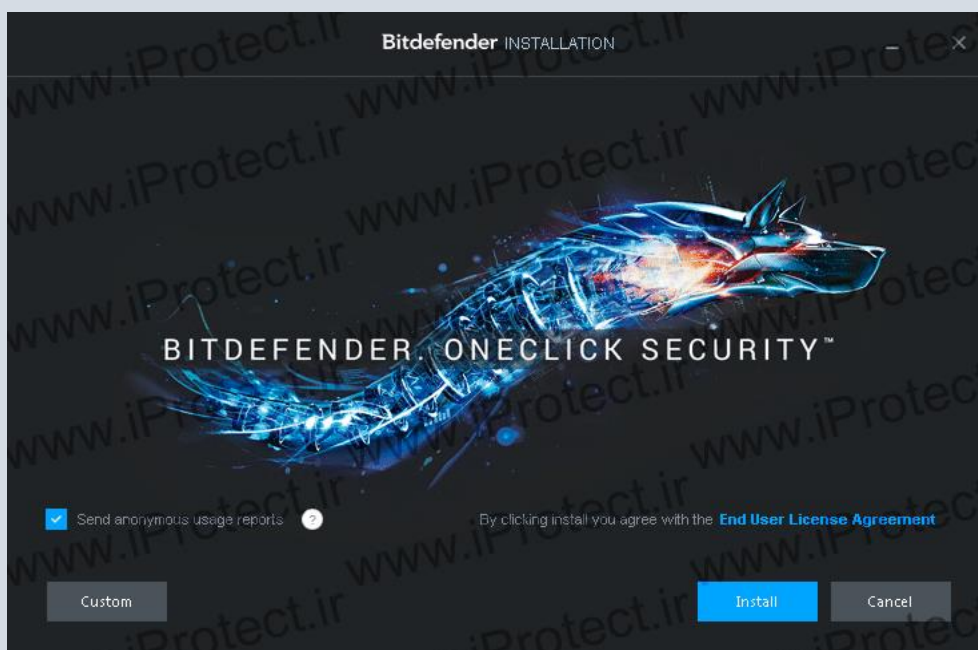 Bitdefender INSTALLATION
BITDEFENDER. ONECLICK SECURITY™
Send anonymous usage reports ?
By clicking install you agree with the End User License Agreement
Custom
Install
Cancel
www.iProtect.ir